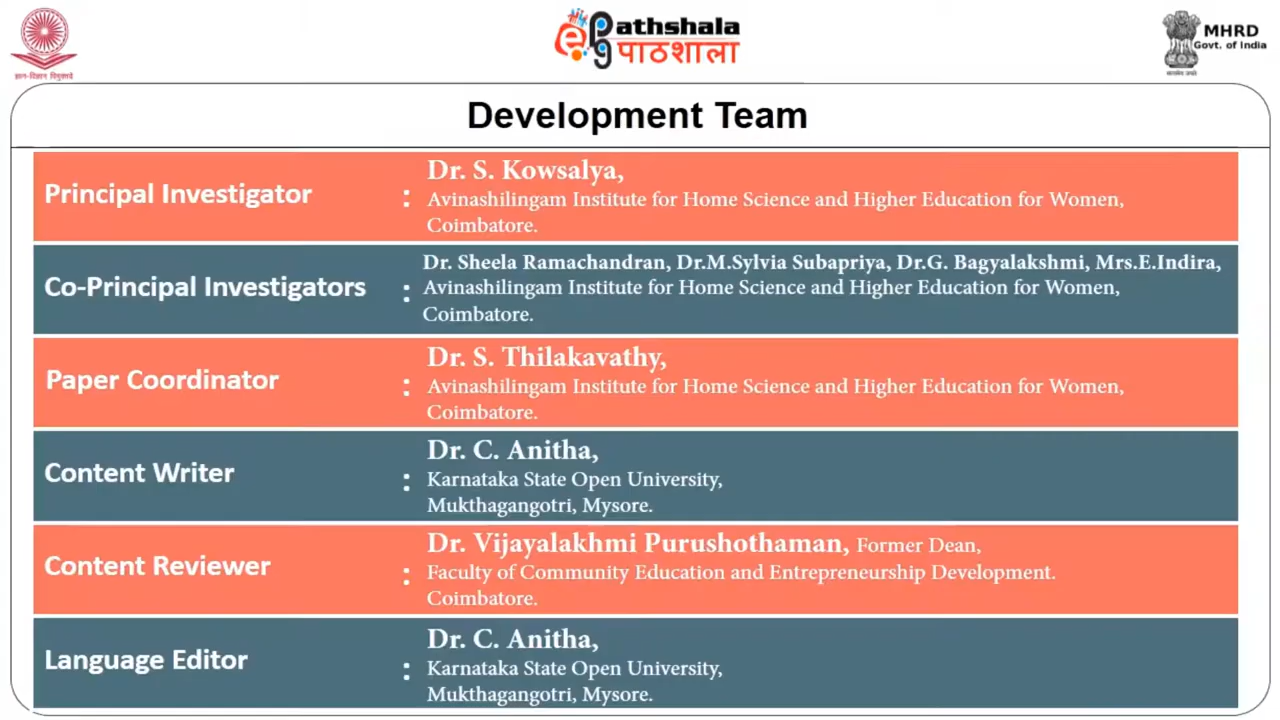 ज्ञान-विज्ञान विमुक्तये
ePg Pathshala
पाठशाला
MHRD
Govt. of India
सत्यमेव जयते
Development Team
Principal Investigator
:
Dr. S. Kowsalya,
Avinashilingam Institute for Home Science and Higher Education for Women,
Coimbatore.
Co-Principal Investigators
:
Dr. Sheela Ramachandran, Dr.M.Sylvia Subapriya, Dr.G. Bagyalakshmi, Mrs.E.Indira,
Avinashilingam Institute for Home Science and Higher Education for Women,
Coimbatore.
Paper Coordinator
:
Dr. S. Thilakavathy,
Avinashilingam Institute for Home Science and Higher Education for Women,
Coimbatore.
Content Writer
:
Dr. C. Anitha,
Karnataka State Open University,
Mukthagangotri, Mysore.
Content Reviewer
:
Dr. Vijayalakhmi Purushothaman, Former Dean,
Faculty of Community Education and Entrepreneurship Development.
Coimbatore.
Language Editor
:
Dr. C. Anitha,
Karnataka State Open University,
Mukthagangotri, Mysore.